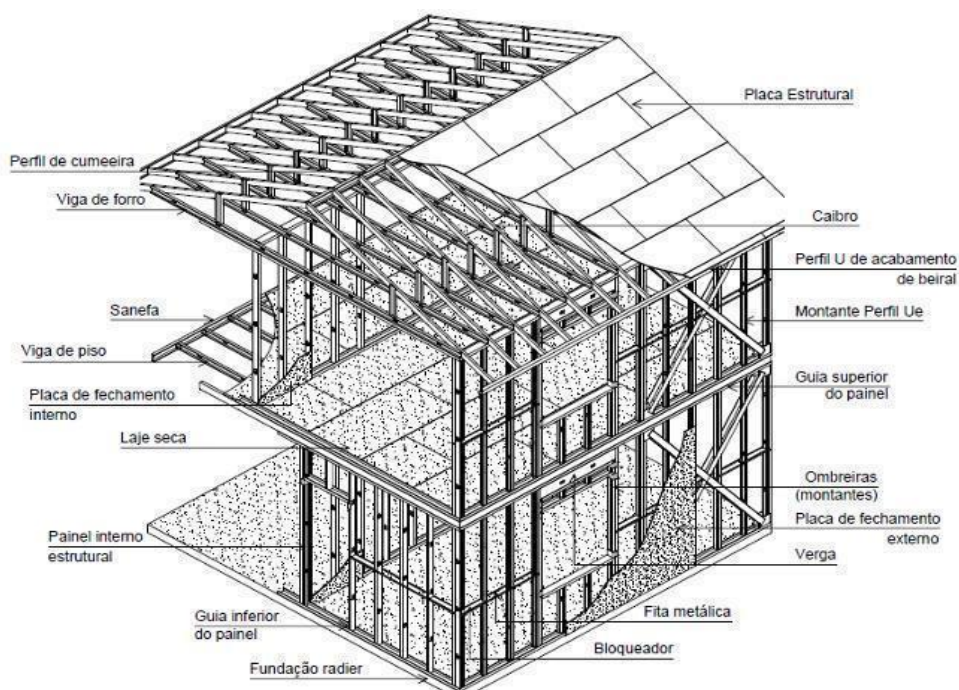 Placa Estrutural
Perfil de cumeeira
Viga de forro
Caibro
Perfil U de acabamento
de beiral
Sanefa
Montante Perfil Ue
Viga de piso
Placa de fechamento
interno
Guia superior
do painel
Laje seca
Ombreiras
(montantes)
Placa de fechamento
externo
Painel interno
estrutural
Verga
Guia inferior
do painel
Fita metálica
Bloqueador
Fundação radier